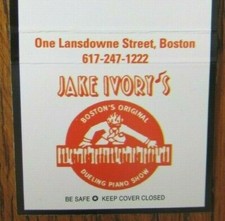 One Lansdowne Street, Boston
617-247-1222
JAKE IVORY'S
BOSTON'S ORIGINAL
DUELING PIANO SHOW
BE SAFE ✪ KEEP COVER CLOSED